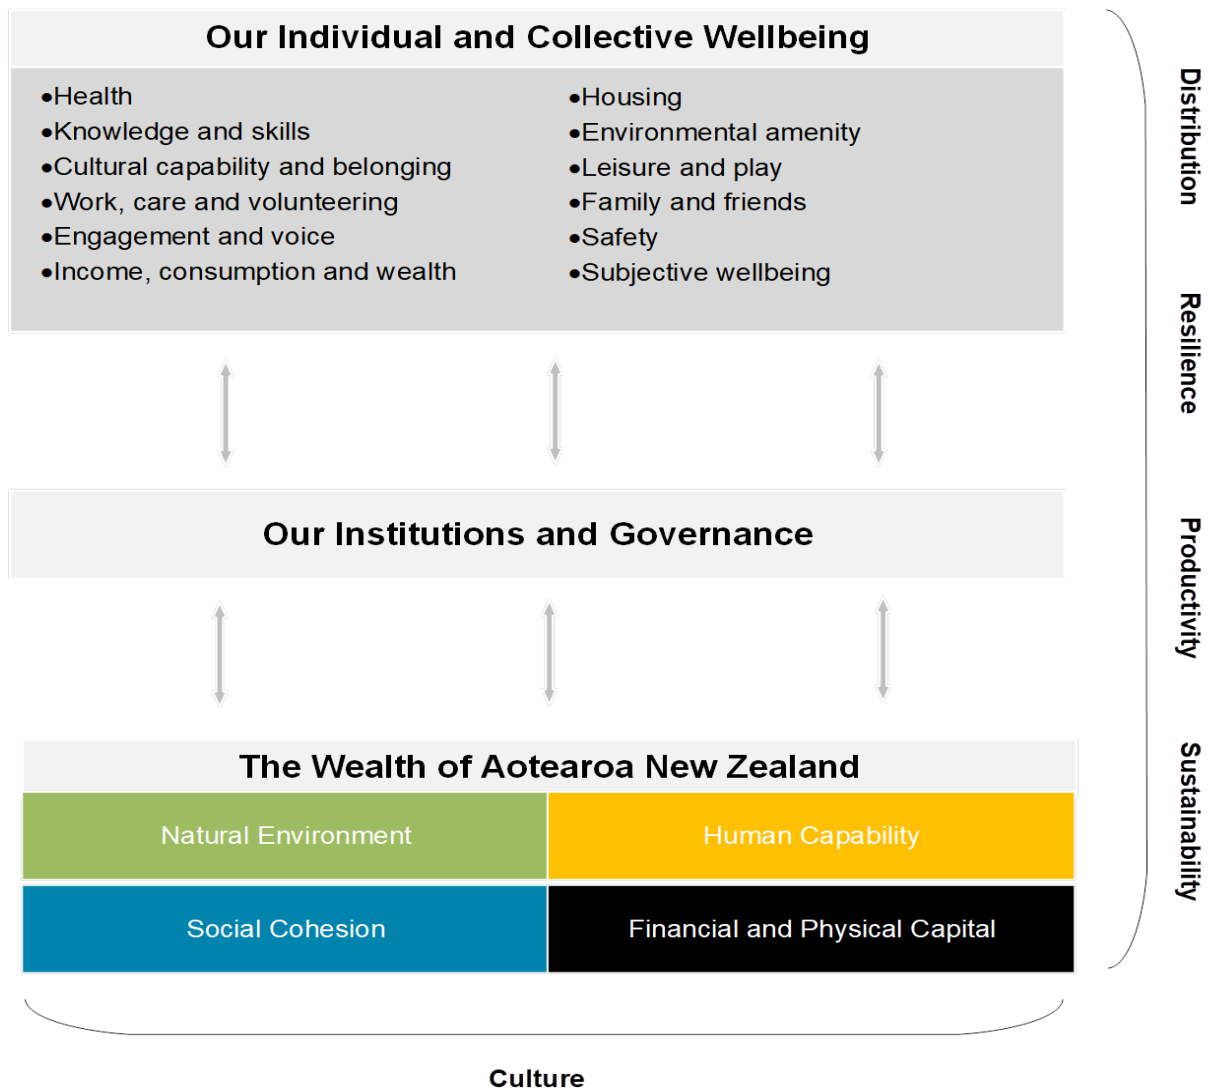 Our Individual and Collective Wellbeing
•Health
•Knowledge and skills
•Cultural capability and belonging
•Work, care and volunteering
•Engagement and voice
•Income, consumption and wealth
•Housing
•Environmental amenity
•Leisure and play
•Family and friends
•Safety
•Subjective wellbeing
Our Institutions and Governance
The Wealth of Aotearoa New Zealand
Natural Environment
Human Capability
Social Cohesion
Financial and Physical Capital
Culture
Distribution
Resilience
Productivity
Sustainability